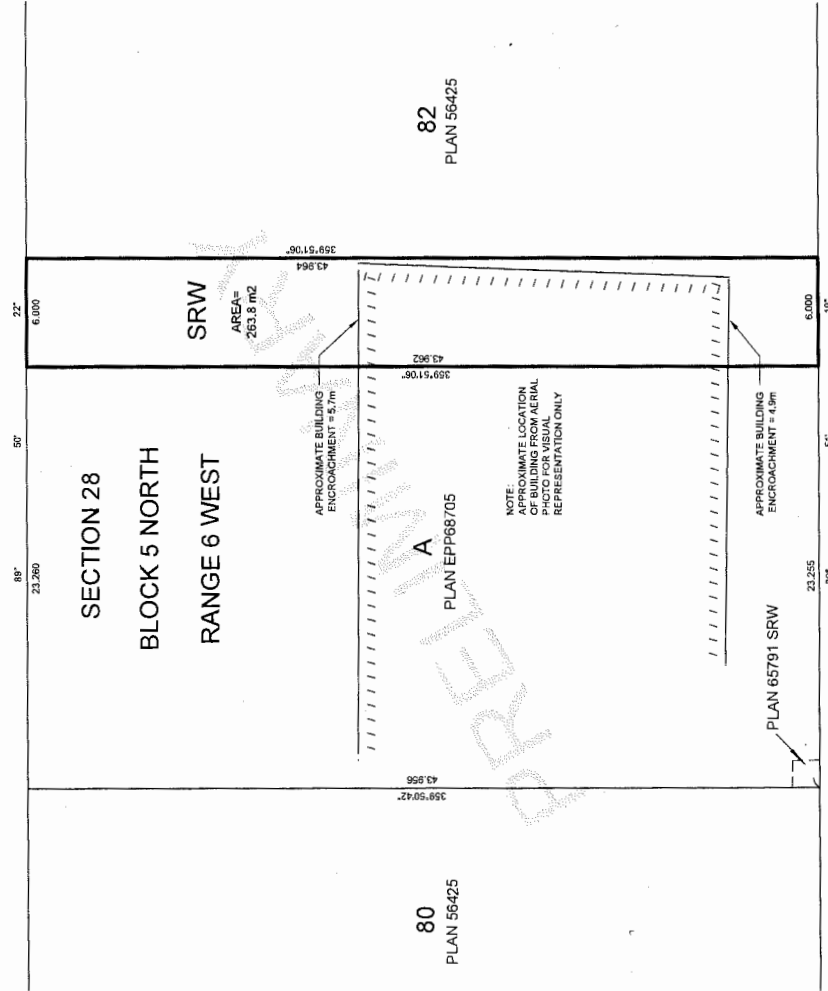 82
PLAN 56425
359°51'06"
43.964
22"
6.000
SRW
AREA=
263.8 m2
6.000
APPROXIMATE BUILDING
ENCROACHMENT = 5.7m
43.962
359°51'06"
APPROXIMATE BUILDING
ENCROACHMENT = 4.9m
50'
89°
23.260
SECTION 28
BLOCK 5 NORTH
RANGE 6 WEST
NOTE:
APPROXIMATE LOCATION
OF BUILDING FROM AERIAL
PHOTO FOR VISUAL
REPRESENTATION ONLY
A
PLAN EPP68705
23.255
PLAN 65791 SRW
43.956
359°50'42"
80
PLAN 56425
PRELIMINARY